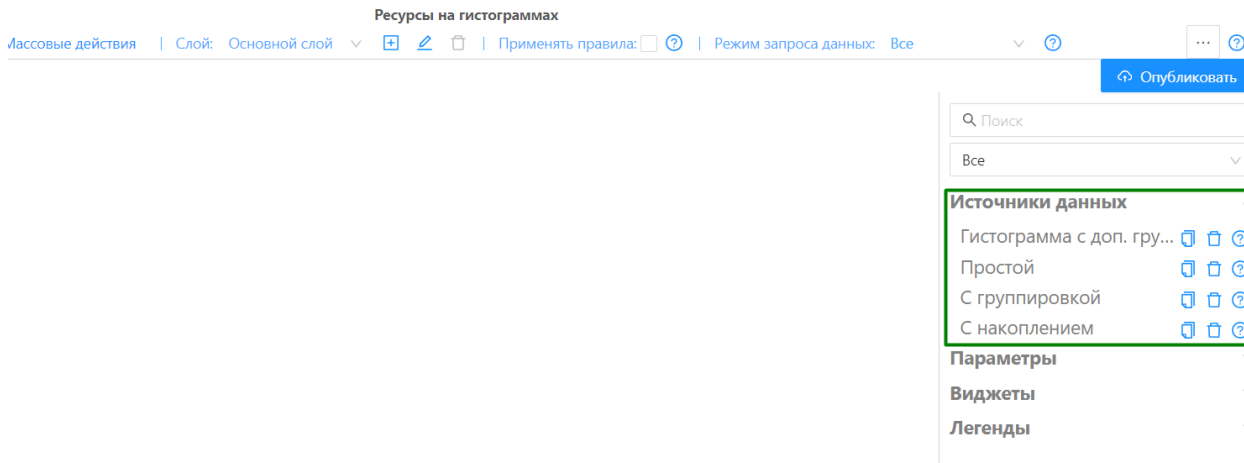 Ресурсы на гистограммах
Массовые действия | Слой: Основной слой | Применять правила: | Режим запроса данных: Все
Опубликовать
Поиск
Все
Источники данных
Гистограмма с доп. гру...
Простой
С группировкой
С накоплением
Параметры
Виджеты
Легенды